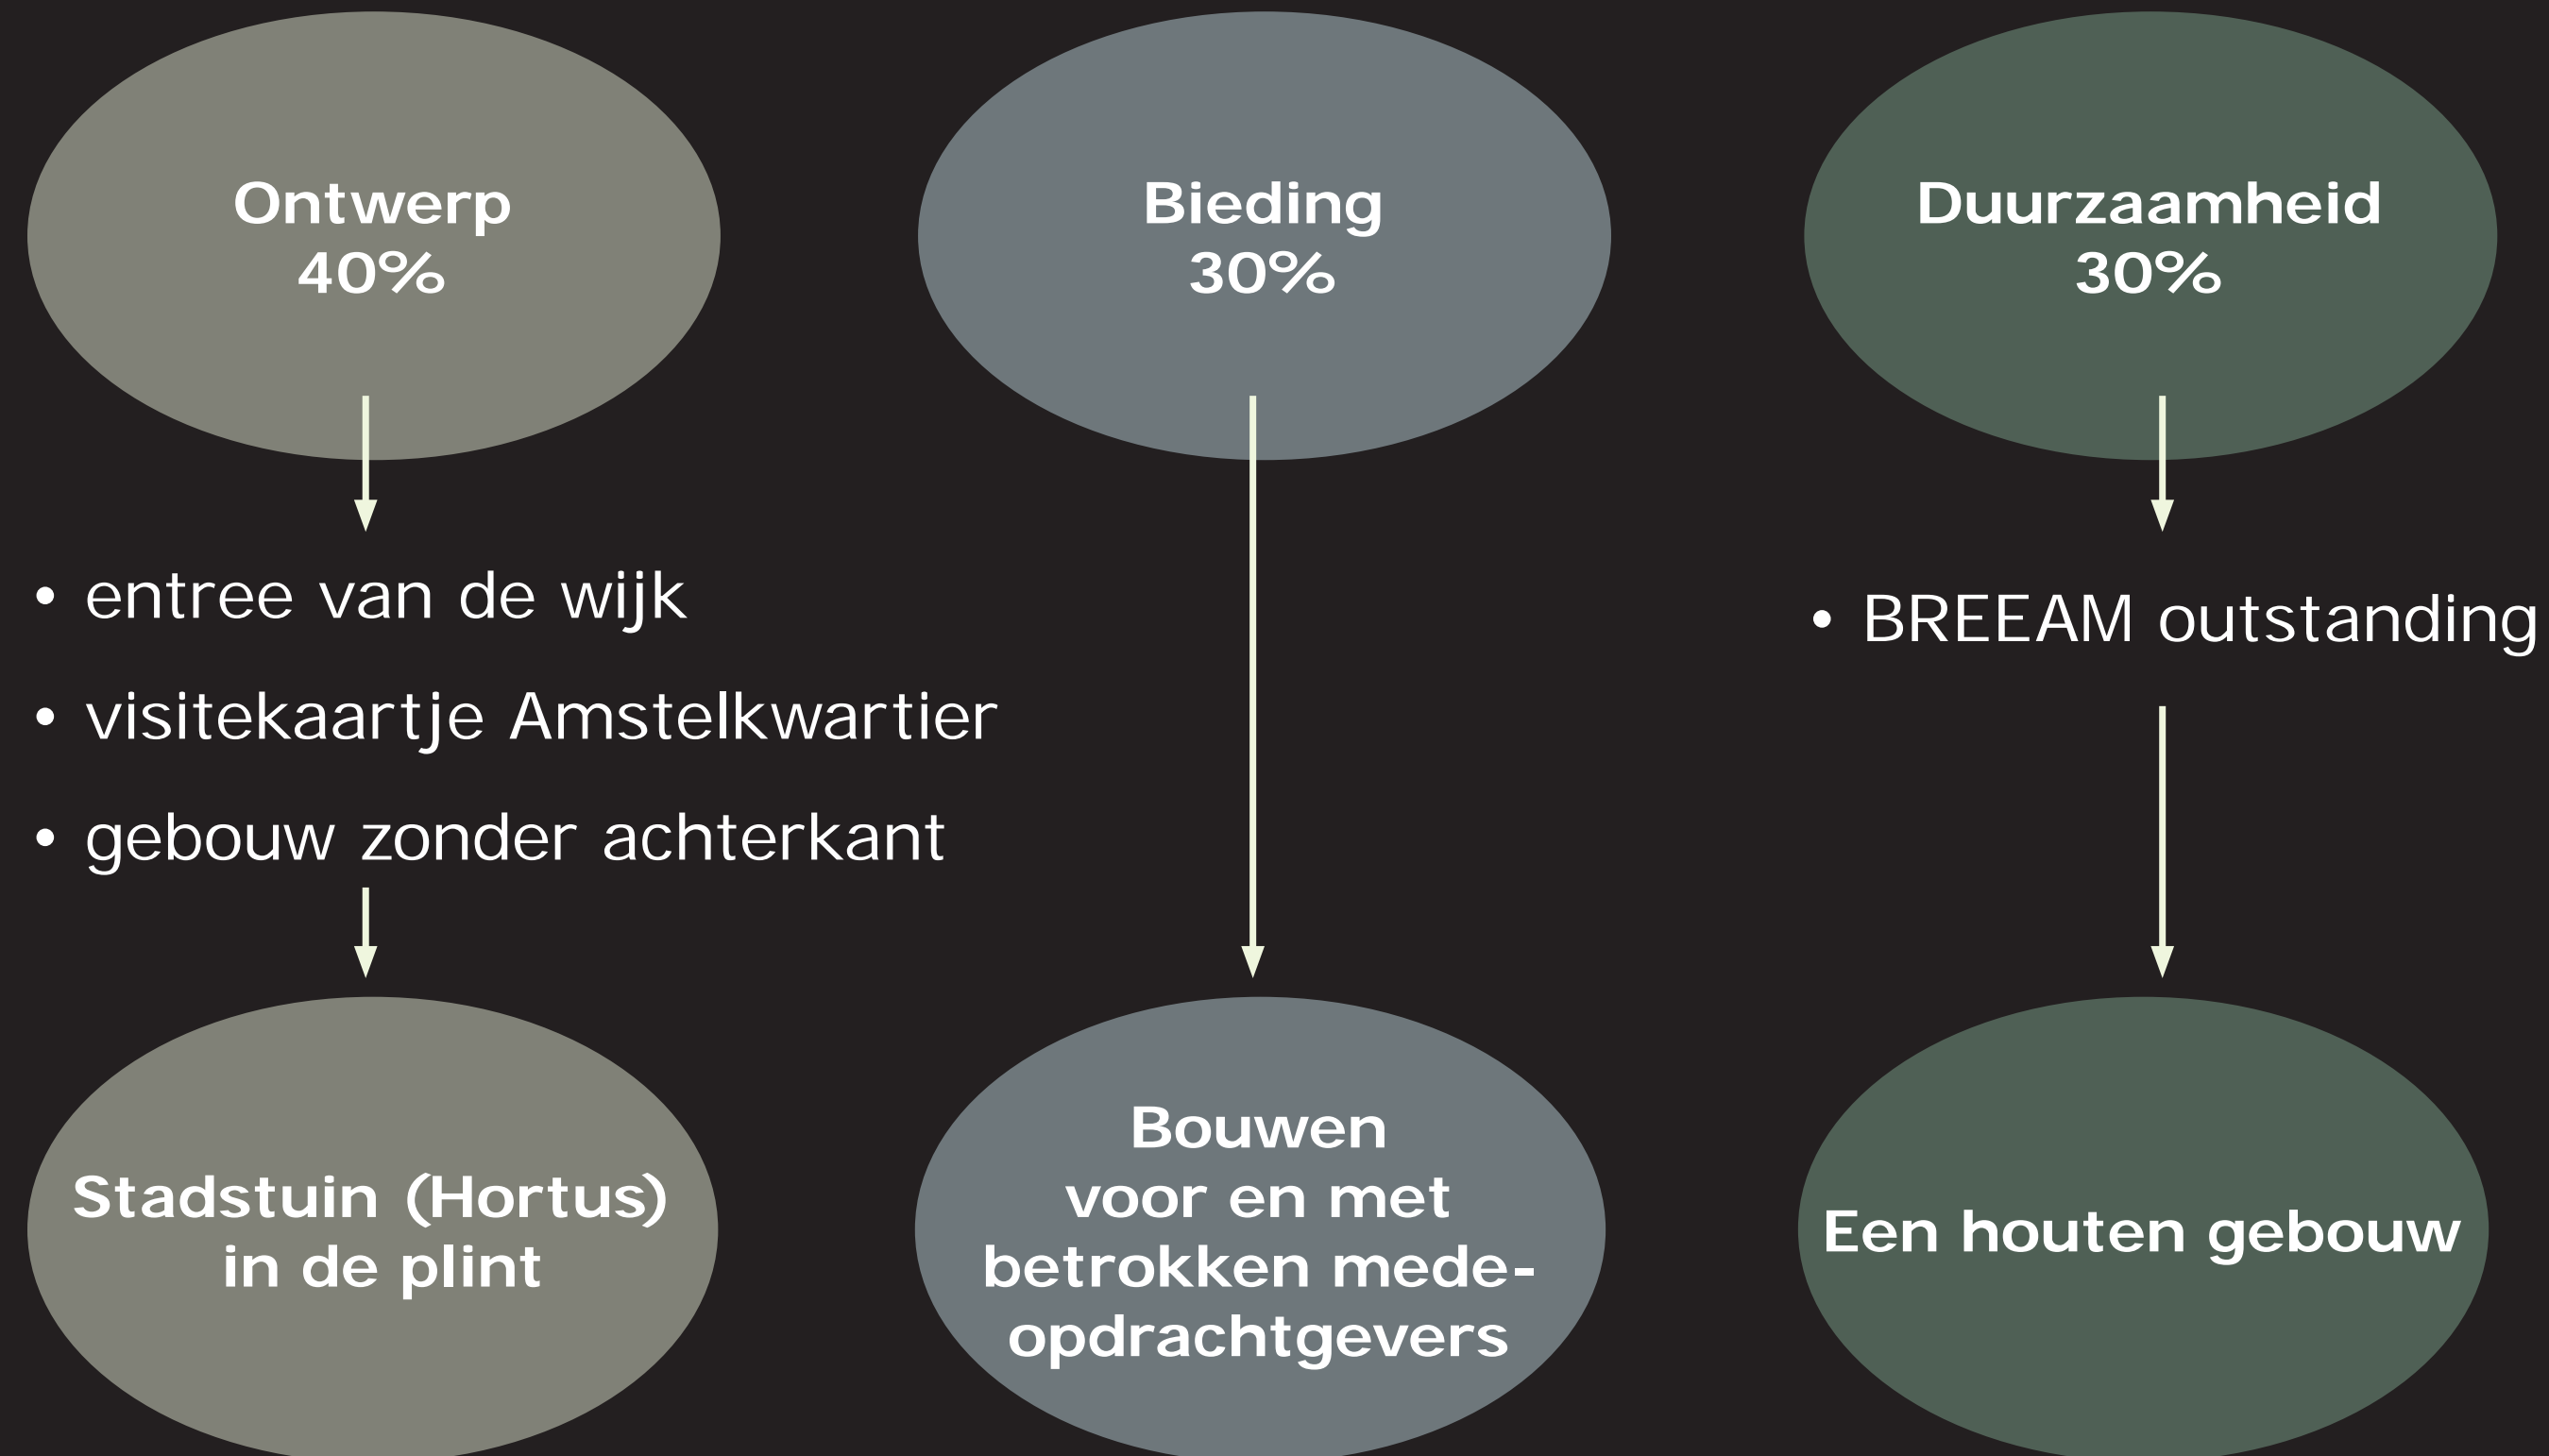 Ontwerp
40%
Bieding
30%
Duurzaamheid
30%
• entree van de wijk
• visitekaartje Amstelkwartier
• gebouw zonder achterkant
• BREEAM outstanding
Stadstuin (Hortus)
in de plint
Bouwen
voor en met
betrokken mede-
opdrachtgevers
Een houten gebouw